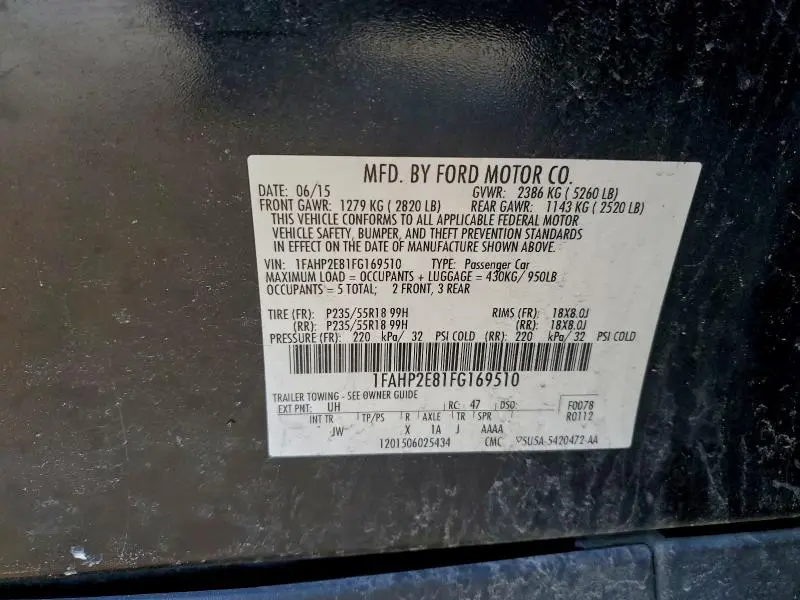 MFD. BY FORD MOTOR CO.
DATE: 06/15 GVWR: 2386 KG ( 5260 LB)
FRONT GAWR: 1279 KG ( 2820 LB) REAR GAWR: 1143 KG ( 2520 LB)
THIS VEHICLE CONFORMS TO ALL APPLICABLE FEDERAL MOTOR
VEHICLE SAFETY, BUMPER, AND THEFT PREVENTION STANDARDS
IN EFFECT ON THE DATE OF MANUFACTURE SHOWN ABOVE.
VIN: 1FAHP2E81FG169510 TYPE: Passenger Car
MAXIMUM LOAD = OCCUPANTS + LUGGAGE = 430KG/ 950LB
OCCUPANTS = 5 TOTAL; 2 FRONT, 3 REAR
TIRE (FR): P235/55R18 99H RIMS (FR): 18X8.0J
(RR): P235/55R18 99H (RR): 18X8.0J
PRESSURE (FR): 220 kPa/ 32 PSI COLD (RR): 220 kPa/ 32 PSI COLD
1FAHP2E81FG169510
TRAILER TOWING - SEE OWNER GUIDE
EXT PNT: UH RC: 47 DSO: F0078
INT TR TP/PS R AXLE TR SPR R0112
JW X 1A J AAAA
1201506025434 CMC 5U5A-5420472-AA